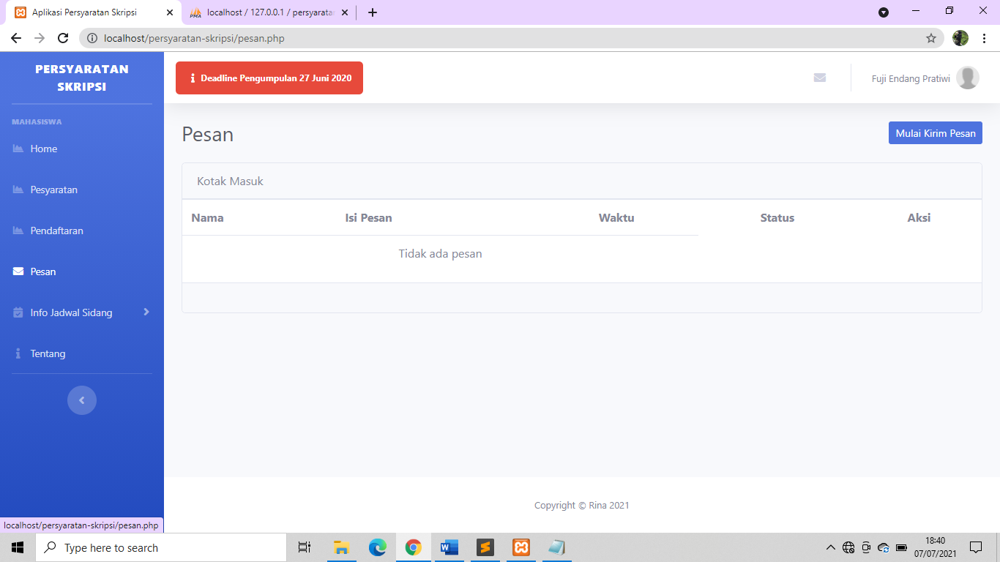 Aplikasi Persyaratan Skripsi
localhost / 127.0.0.1 / persyaratan
localhost/persyaratan-skripsi/pesan.php
PERSYARATAN
SKRIPSI
Deadline Pengumpulan 27 Juni 2020
Fuji Endang Pratiwi
MAHASISWA
Home
Pesyaratan
Pendaftaran
Pesan
Info Jadwal Sidang
Tentang
Pesan
Mulai Kirim Pesan
Kotak Masuk
Nama Isi Pesan Waktu Status Aksi
Tidak ada pesan
Copyright © Rina 2021
localhost/persyaratan-skripsi/pesan.php
Type here to search
18:40
07/07/2021